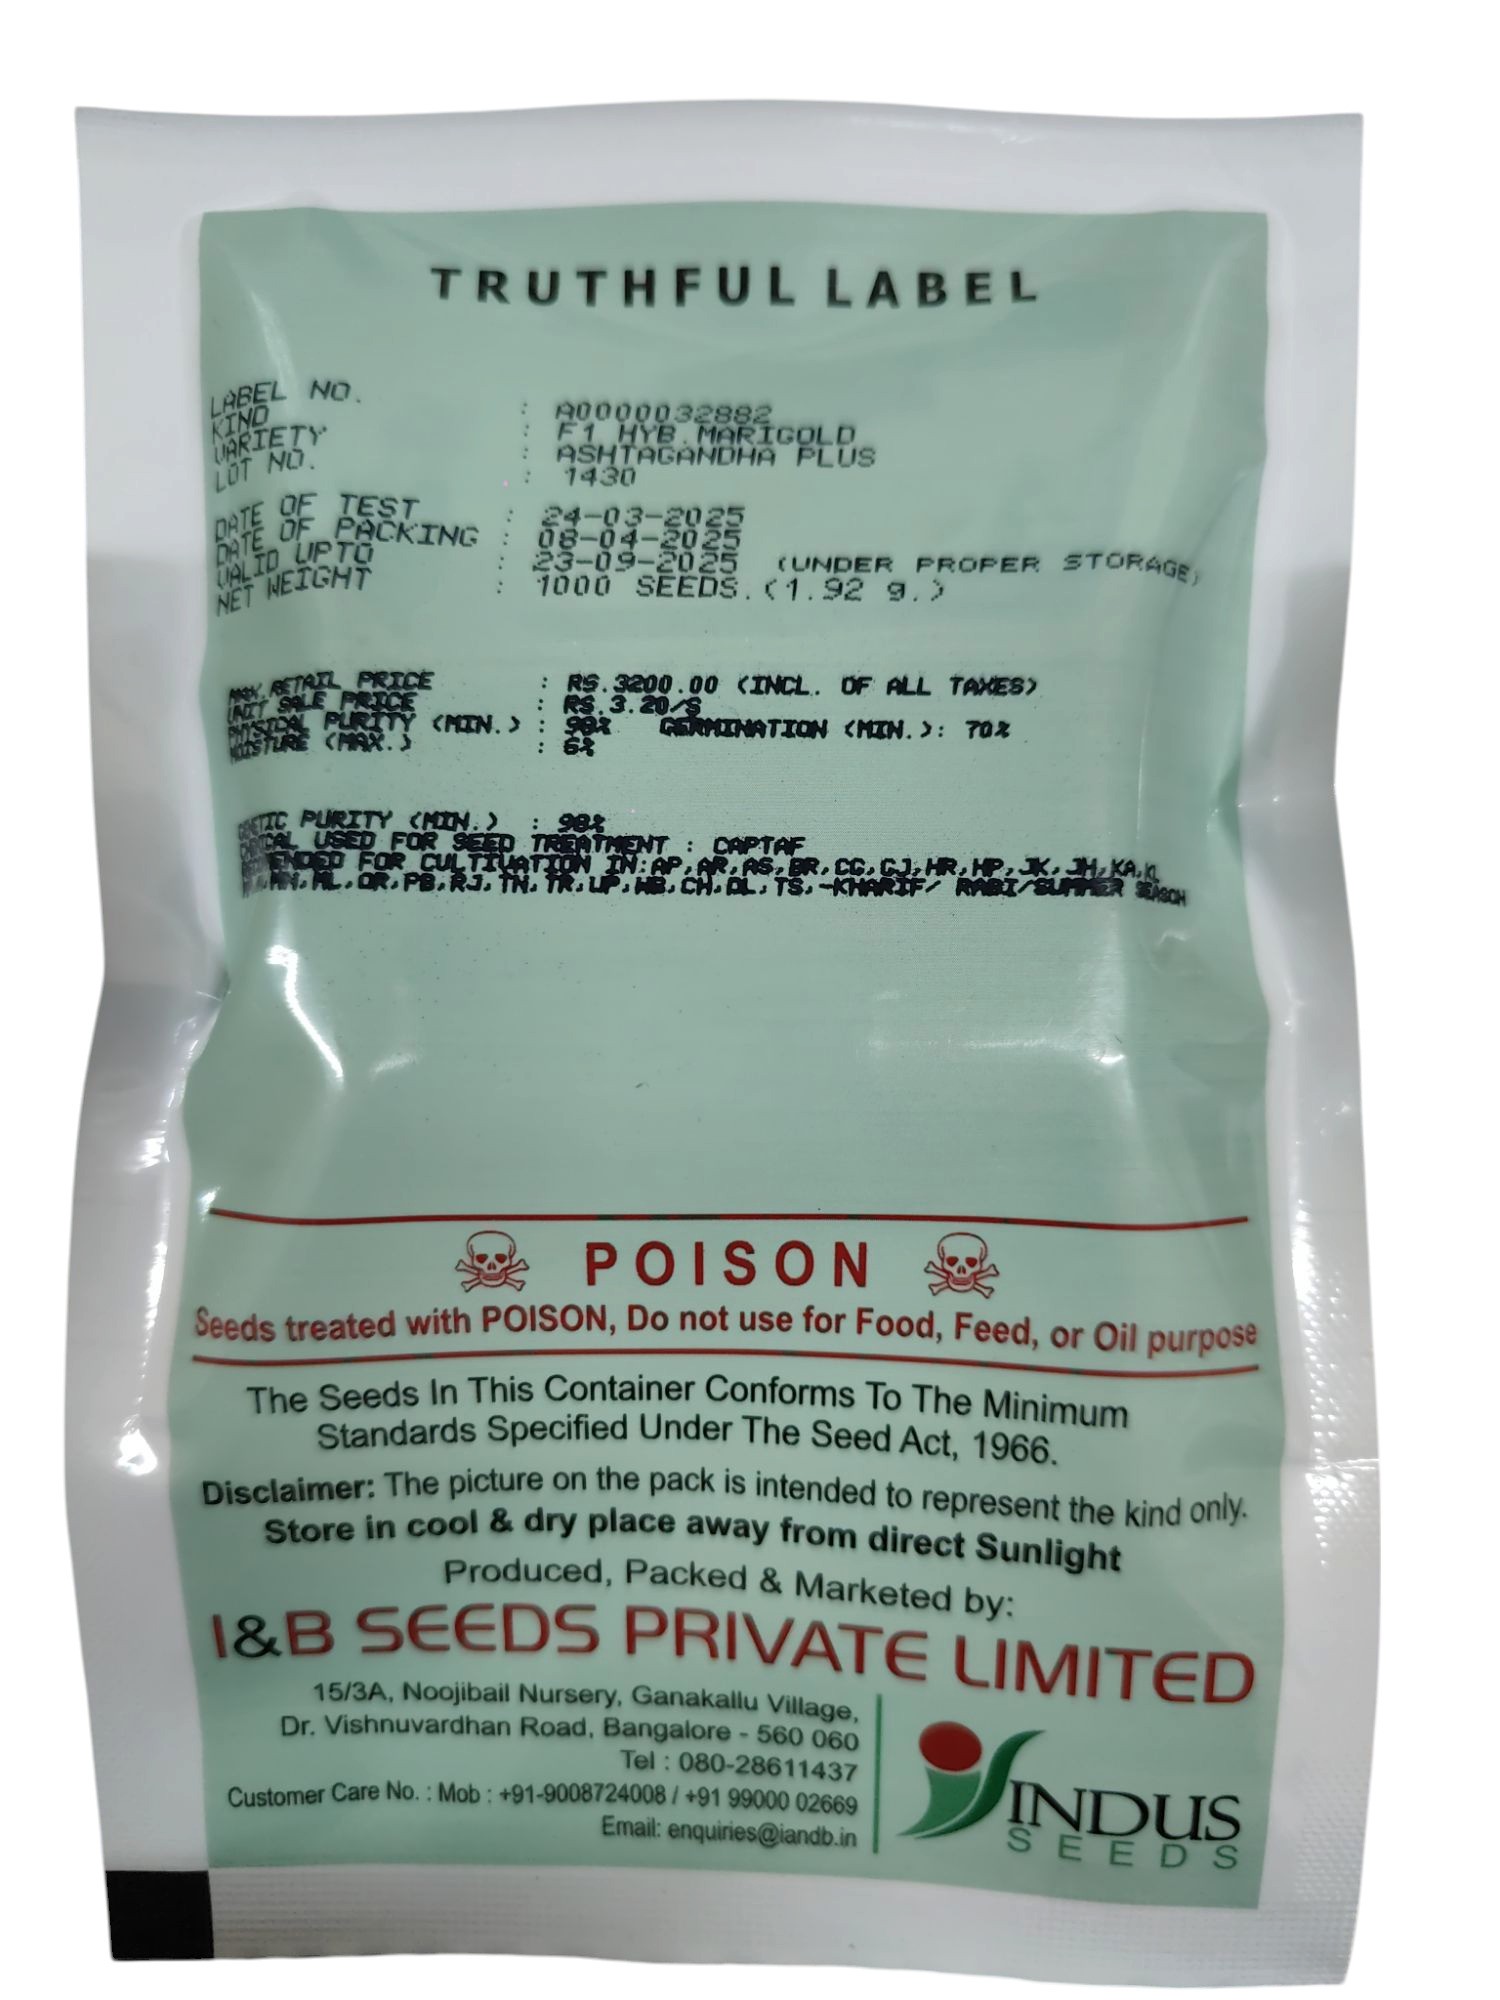 TRUTHFUL LABEL
LABEL NO. : A0000032882
KIND : F1 HYB.MARIGOLD
VARIETY : ASHTAGANDHA PLUS
LOT NO. : 1430
DATE OF TEST : 24-03-2025
DATE OF PACKING : 08-04-2025
VALID UPTO : 23-09-2025 (UNDER PROPER STORAGE)
NET WEIGHT : 1000 SEEDS.(1.92 g.)
MAX.RETAIL PRICE : RS.3200.00 (INCL. OF ALL TAXES)
UNIT SALE PRICE : RS.3.20/S
PHYSICAL PURITY (MIN.) : 98% GERMINATION (MIN.): 70%
MOISTURE (MAX.) : 6%
GENETIC PURITY (MIN.) : 98%
USED FOR SEED TREATMENT : CAPTAF
FOR CULTIVATION IN:AP,AR,AS,BR,CG,GJ,HR,HP,JK,JH,KA,KL
MN,ML,OR,PB,RJ,TN,TR,UP,WB,CH,DL,TS,-KHARIF/ RABI/SUMMER SEASON
POISON
Seeds treated with POISON, Do not use for Food, Feed, or Oil purpose
The Seeds In This Container Conforms To The Minimum
Standards Specified Under The Seed Act, 1966.
Disclaimer: The picture on the pack is intended to represent the kind only.
Store in cool & dry place away from direct Sunlight
Produced, Packed & Marketed by:
I&B SEEDS PRIVATE LIMITED
15/3A, Noojibail Nursery, Ganakallu Village,
Dr. Vishnuvardhan Road, Bangalore - 560 060
Tel : 080-28611437
Customer Care No. : Mob : +91-9008724008 / +91 99000 02669
Email: enquiries@iandb.in
INDUS
SEEDS